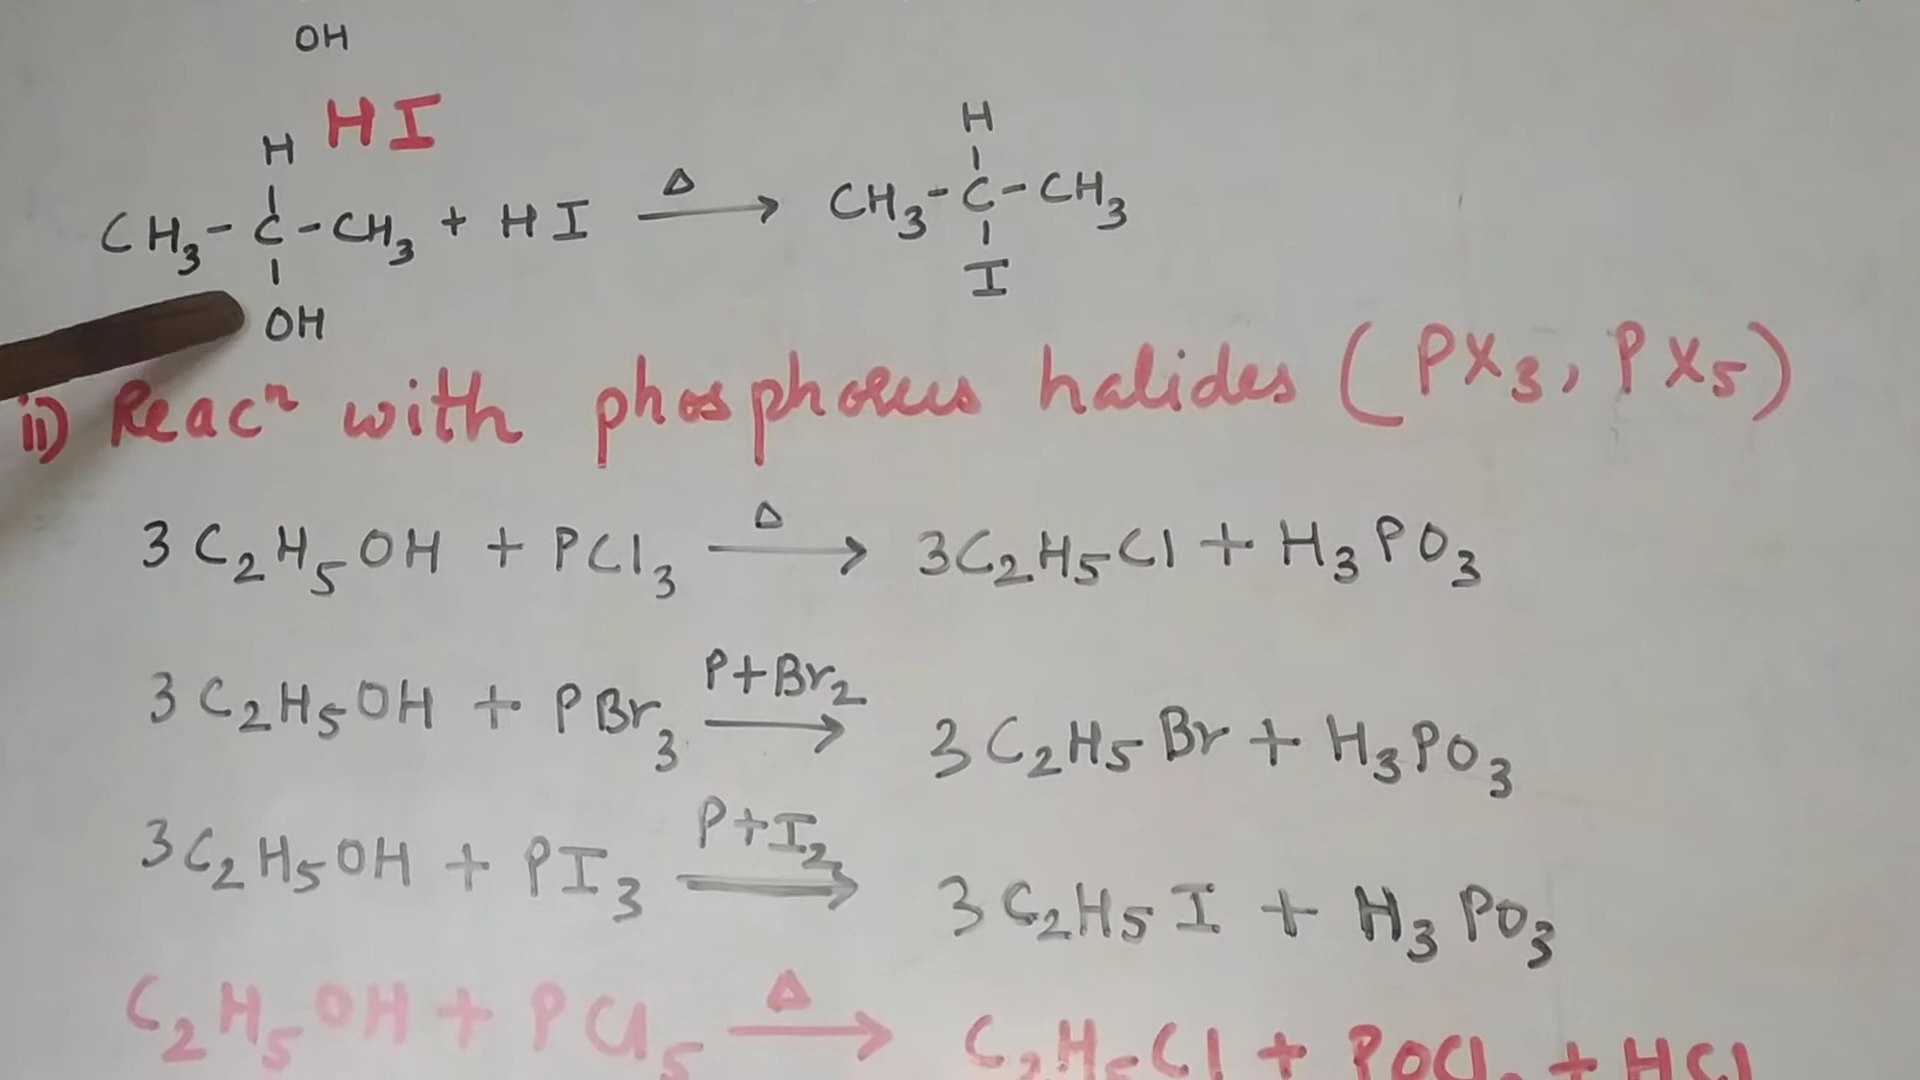 OH
HI
H
H
CH₃-C-CH₃ + HI Δ→ CH₃-C-CH₃
I
OH
ii) Reacⁿ with phosphorus halides (PX₃, PX₅)
3C₂H₅OH + PCl₃ Δ→ 3C₂H₅Cl + H₃PO₃
P+Br₂
3C₂H₅OH + PBr₃ → 3C₂H₅Br + H₃PO₃
P+I₂
3C₂H₅OH + PI₃ → 3C₂H₅I + H₃PO₃
C₂H₅OH + PCl₅ Δ→ C₂H₅Cl + POCl₃ + HCl